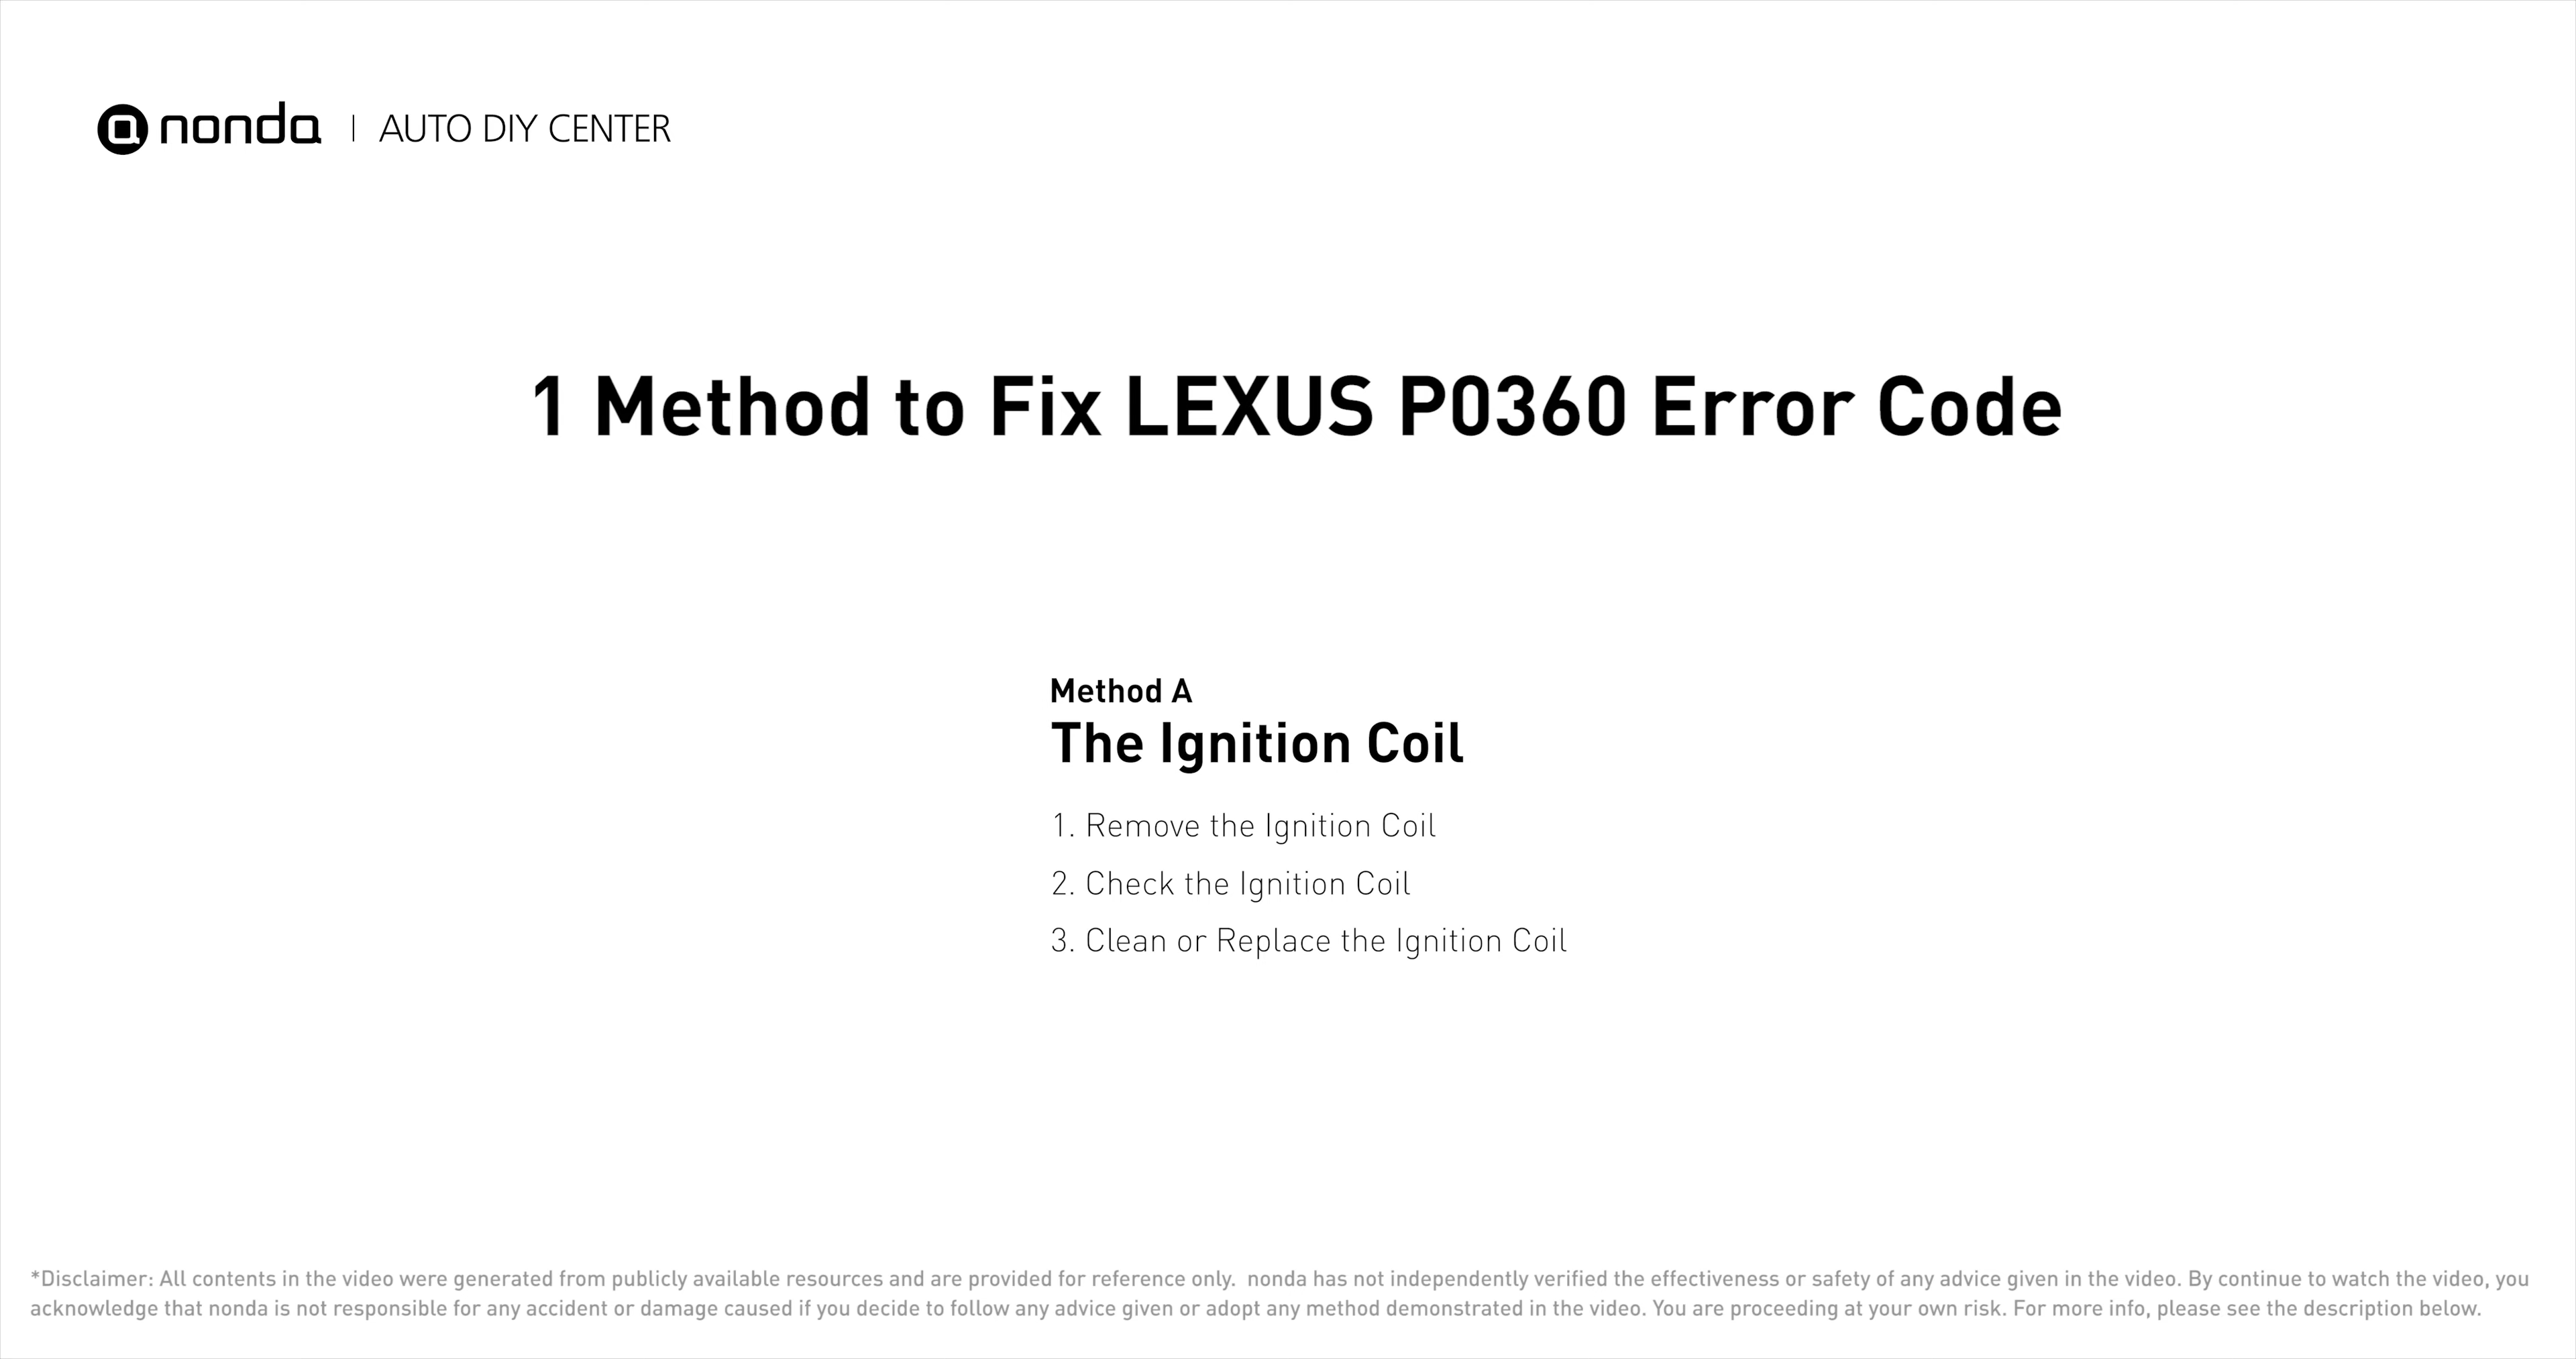 nonda | AUTO DIY CENTER
1 Method to Fix LEXUS P0360 Error Code
Method A
The Ignition Coil
1. Remove the Ignition Coil
2. Check the Ignition Coil
3. Clean or Replace the Ignition Coil
*Disclaimer: All contents in the video were generated from publicly available resources and are provided for reference only.  nonda has not independently verified the effectiveness or safety of any advice given in the video. By continue to watch the video, you
acknowledge that nonda is not responsible for any accident or damage caused if you decide to follow any advice given or adopt any method demonstrated in the video. You are proceeding at your own risk. For more info, please see the description below.